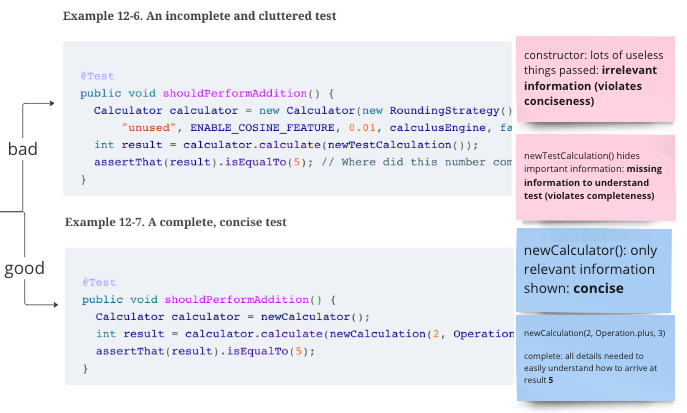 Example 12-6. An incomplete and cluttered test
@Test
public void shouldPerformAddition() {
Calculator calculator = new Calculator(new RoundingStrategy()
"unused", ENABLE_COSINE_FEATURE, 0.01, calculusEngine, fa
int result = calculator.calculate(newTestCalculation());
assertThat(result).isEqualTo(5); // Where did this number com
}
bad
constructor: lots of useless
things passed: irrelevant
information (violates
conciseness)
newTestCalculation() hides
important information: missing
information to understand
test (violates completeness)
Example 12-7. A complete, concise test
good
@Test
public void shouldPerformAddition() {
Calculator calculator = newCalculator();
int result = calculator.calculate(newCalculation(2, Operation
assertThat(result).isEqualTo(5);
}
newCalculator(): only
relevant information
shown: concise
newCalculation(2, Operation.plus, 3)
complete: all details needed to
easily understand how to arrive at
result 5